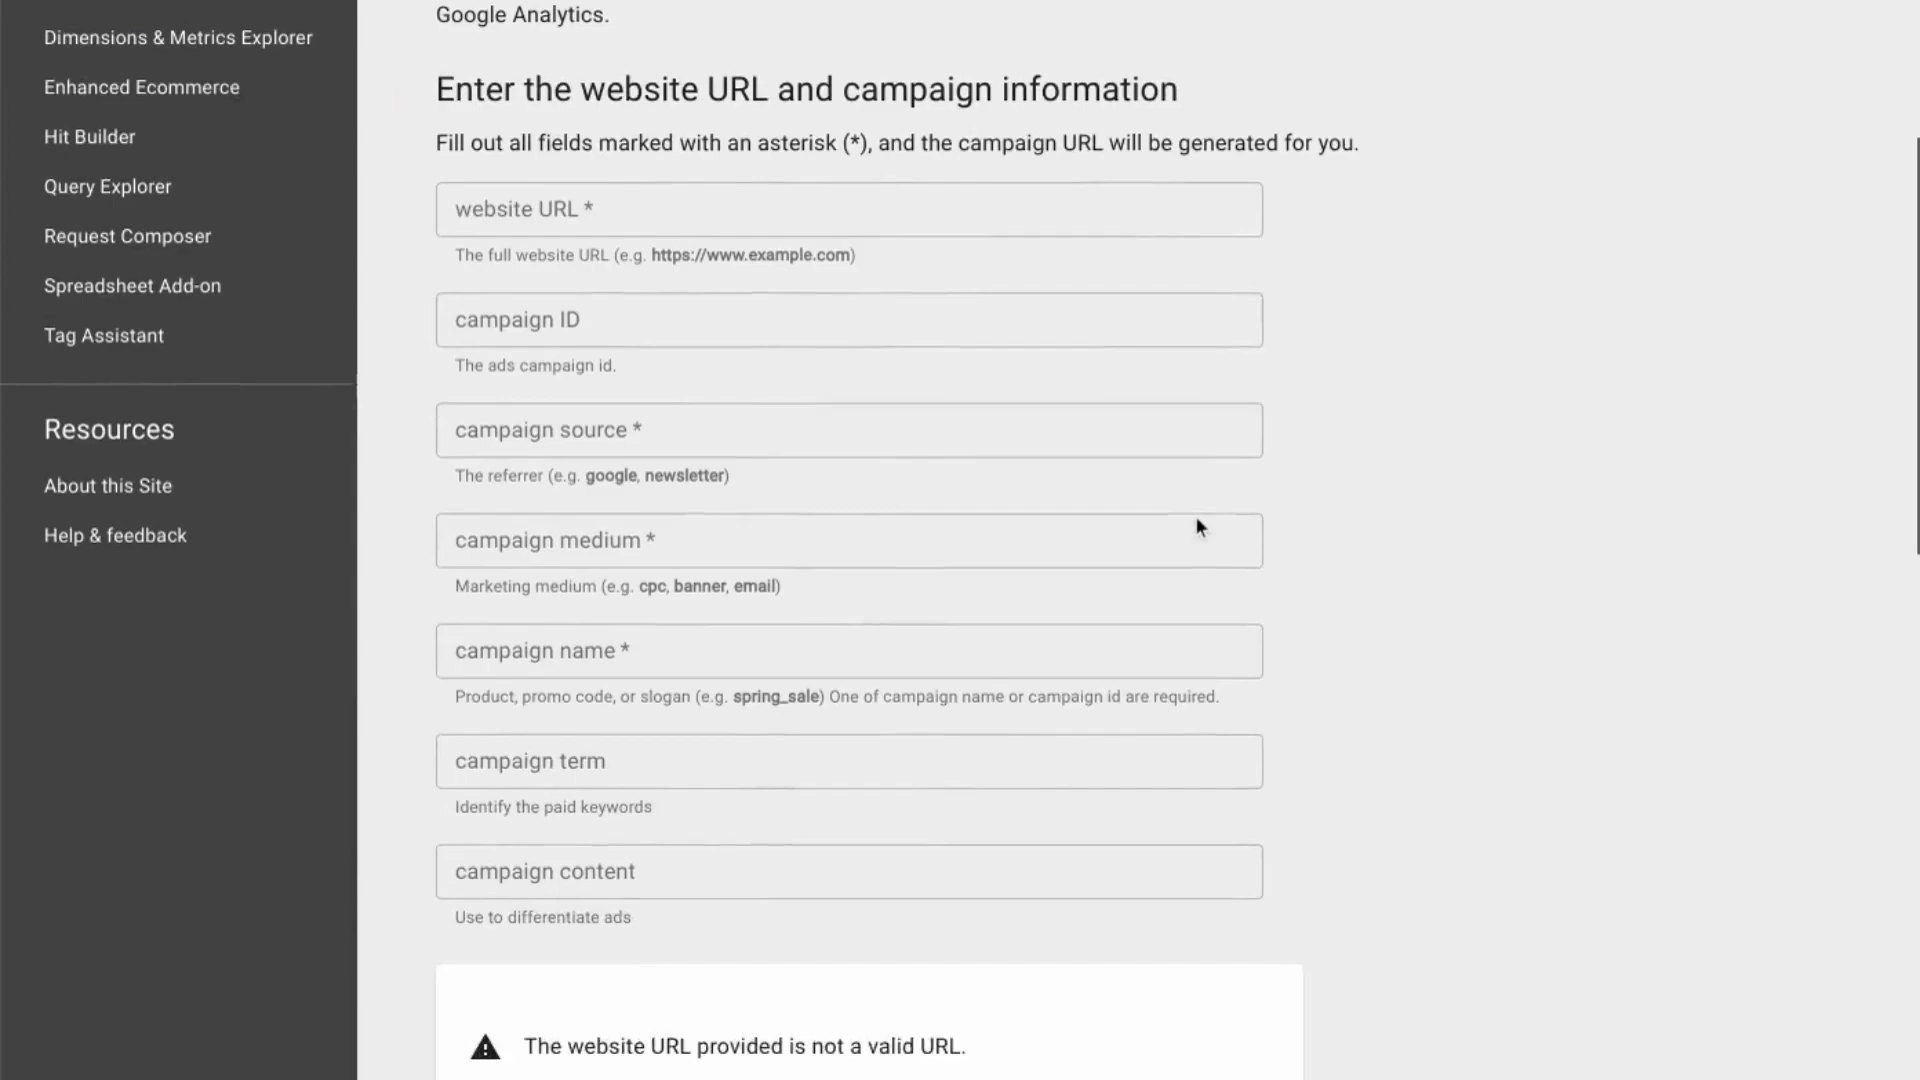 Dimensions & Metrics Explorer
Enhanced Ecommerce
Hit Builder
Query Explorer
Request Composer
Spreadsheet Add-on
Tag Assistant
Resources
About this Site
Help & feedback
Google Analytics.
Enter the website URL and campaign information
Fill out all fields marked with an asterisk (*), and the campaign URL will be generated for you.
website URL *
The full website URL (e.g. https://www.example.com)
campaign ID
The ads campaign id.
campaign source *
The referrer (e.g. google, newsletter)
campaign medium *
Marketing medium (e.g. cpc, banner, email)
campaign name *
Product, promo code, or slogan (e.g. spring_sale) One of campaign name or campaign id are required.
campaign term
Identify the paid keywords
campaign content
Use to differentiate ads
The website URL provided is not a valid URL.